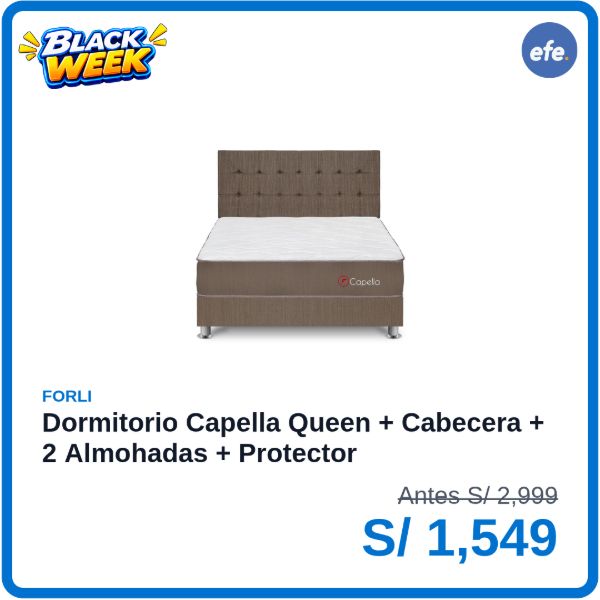 BLACK
WEEK
efe.
Capella
FORLI
Dormitorio Capella Queen + Cabecera +
2 Almohadas + Protector
Antes S/ 2,999
S/ 1,549